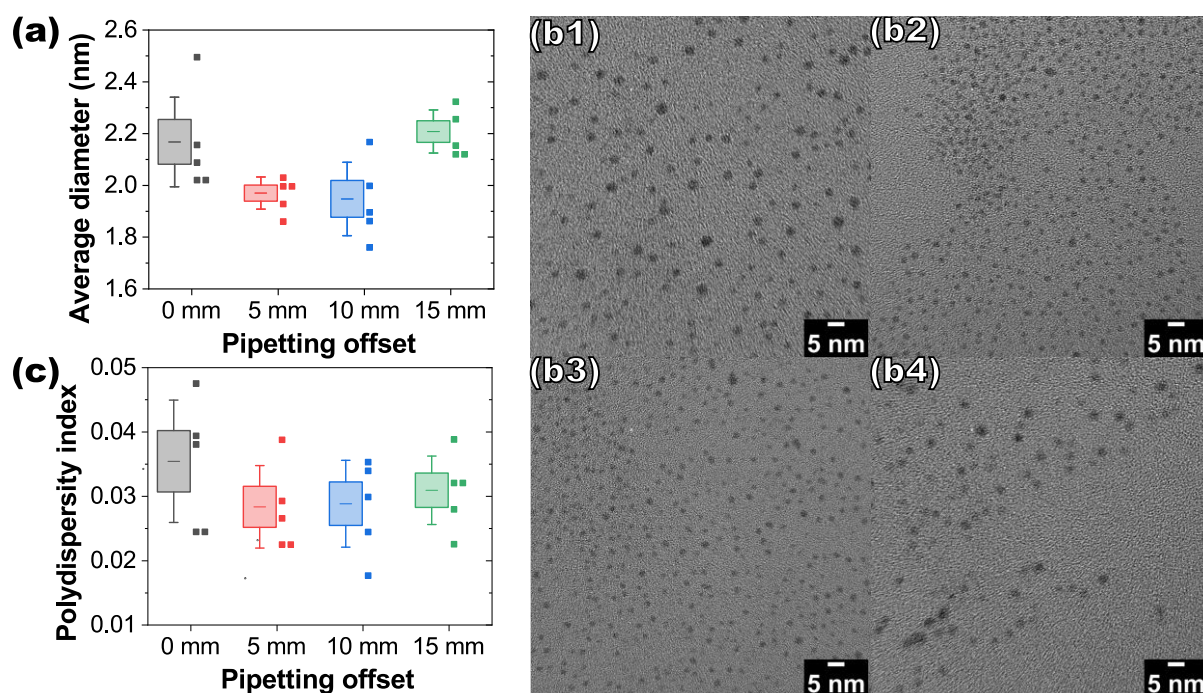 (a)
2.6
2.4
2.2
2.0
1.8
1.6
Average diameter (nm)
0 mm 5 mm 10 mm 15 mm
Pipetting offset
(b1)
5 nm
(b2)
5 nm
(c)
0.05
0.04
0.03
0.02
0.01
Polydispersity index
0 mm 5 mm 10 mm 15 mm
Pipetting offset
(b3)
5 nm
(b4)
5 nm